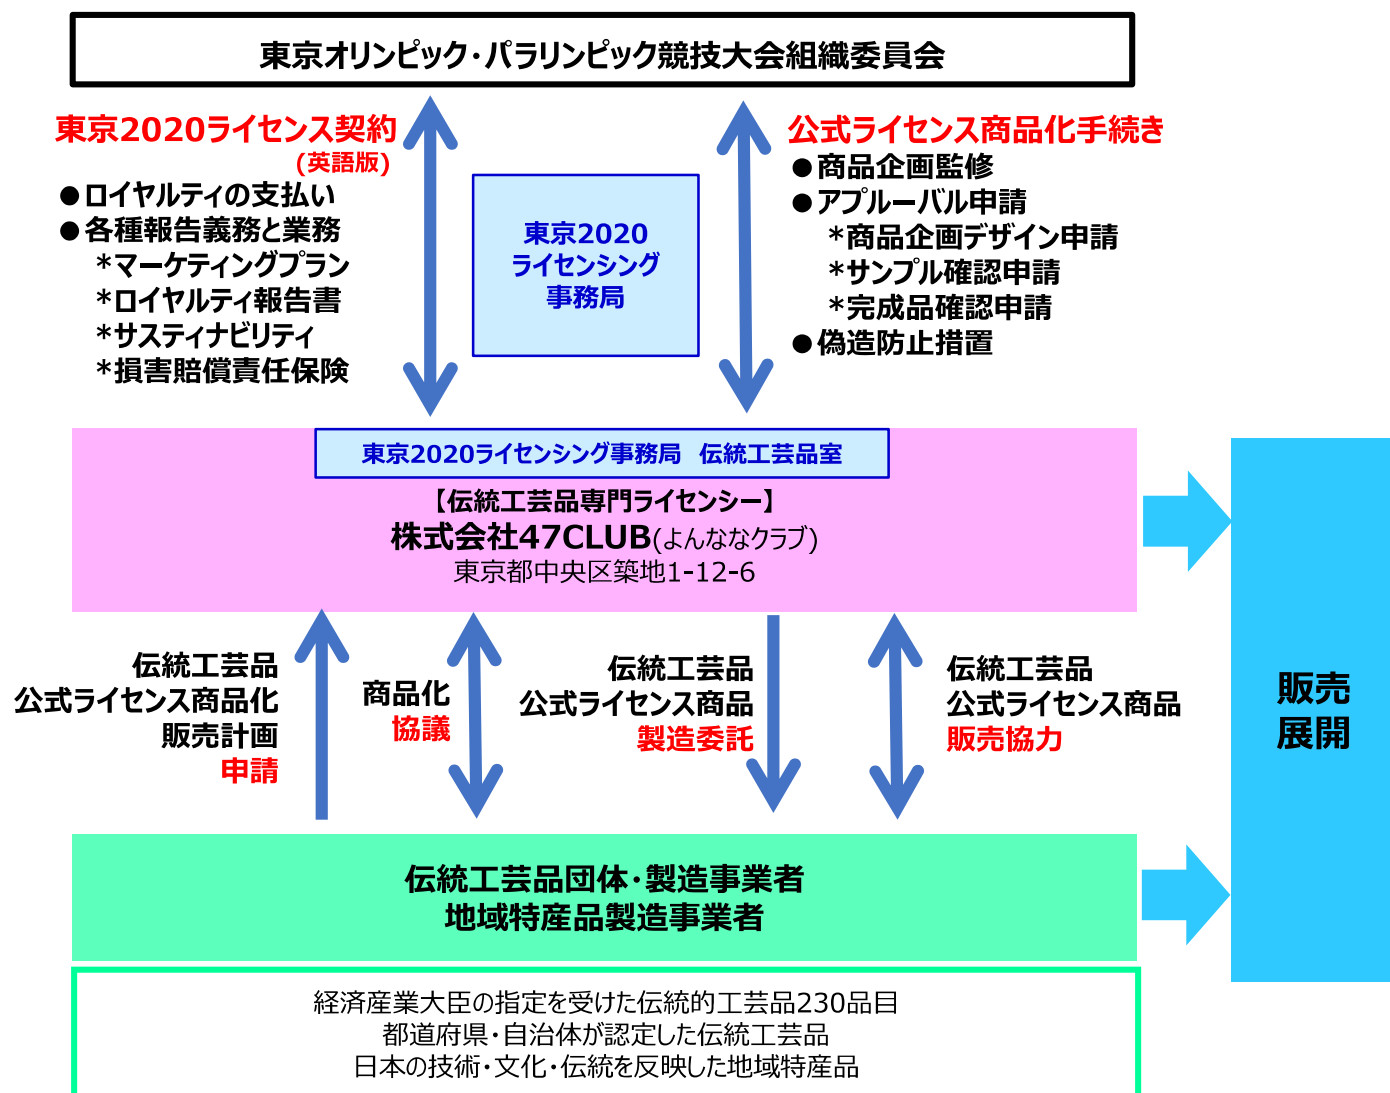 東京オリンピック・パラリンピック競技大会組織委員会
東京2020ライセンス契約
(英語版)
●ロイヤルティの支払い
●各種報告義務と業務
*マーケティングプラン
*ロイヤルティ報告書
*サスティナビリティ
*損害賠償責任保険
東京2020
ライセンシング
事務局
公式ライセンス商品化手続き
●商品企画監修
●アプルーバル申請
*商品企画デザイン申請
*サンプル確認申請
*完成品確認申請
●偽造防止措置
東京2020ライセンシング事務局　伝統工芸品室
【伝統工芸品専門ライセンシー】
株式会社47CLUB(よんななクラブ)
東京都中央区築地1-12-6
伝統工芸品
公式ライセンス商品化
販売計画
申請
商品化
協議
伝統工芸品
公式ライセンス商品
製造委託
伝統工芸品
公式ライセンス商品
販売協力
販売
展開
伝統工芸品団体・製造事業者
地域特産品製造事業者
経済産業大臣の指定を受けた伝統的工芸品230品目
都道府県・自治体が認定した伝統工芸品
日本の技術・文化・伝統を反映した地域特産品